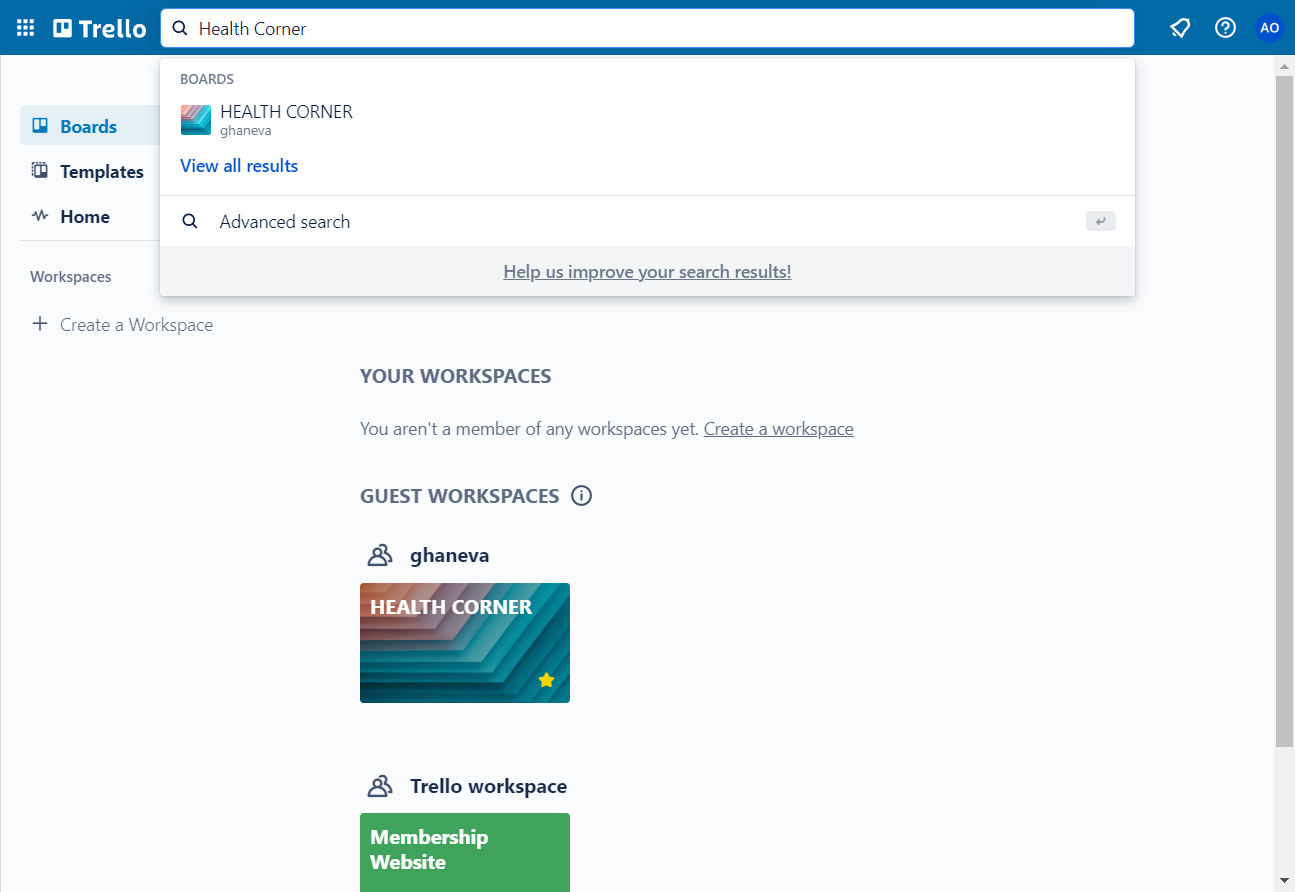 Trello
Health Corner
AO
BOARDS
HEALTH CORNER
ghaneva
View all results
Advanced search
Help us improve your search results!
Boards
Templates
Home
Workspaces
Create a Workspace
YOUR WORKSPACES
You aren't a member of any workspaces yet. Create a workspace
GUEST WORKSPACES
ghaneva
HEALTH CORNER
Trello workspace
Membership
Website